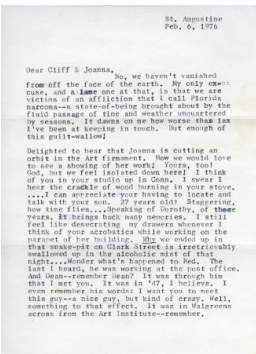 St. Augustine
Feb. 6, 1976
Dear Cliff & Joanna,
No, we haven't vanished
from off the face of the earth. My only ex-
cuse, and a lame one at that, is that we are
victims of an affliction that I call Florida
narcona--a state-of-being brought about by the
fluid passage of time and weather unquartered
by seasons. It dawns on me how worse than lax
I've been at keeping in touch. But enough of
this guilt-wallow!
Delighted to hear that Joanna is cutting an
orbit in the Art firmament. How we would love
to see a showing of her work! Yours, too!
God, but we feel isolated down here! I think
of you in your studio up in Conn. I swear I
hear the crackle of wood burning in your stove.
....I can appreciate your having to locate and
talk with your son. 27 years old! Staggering,
how time flies....Speaking of Dorothy, of those
years, it brings back many memories. I still
feel like desecrating my drawers whenever I
think of your acrobatics while working on the
parapet of her building. Why we ended up in
that snake-pit on Clark Street is irretrievably
swallowed up in the alcoholic mist of that
night....Wonder what's happened to Red. The
last I heard, he was working at the post office.
And Dean--remember Dean? It was through him
that I met you. It was in '47, I believe. I
even remember his words: I want you to meet
this guy--a nice guy, but kind of crazy. Well,
something to that effect. It was in Walgreens
across from the Art Institute--remember.